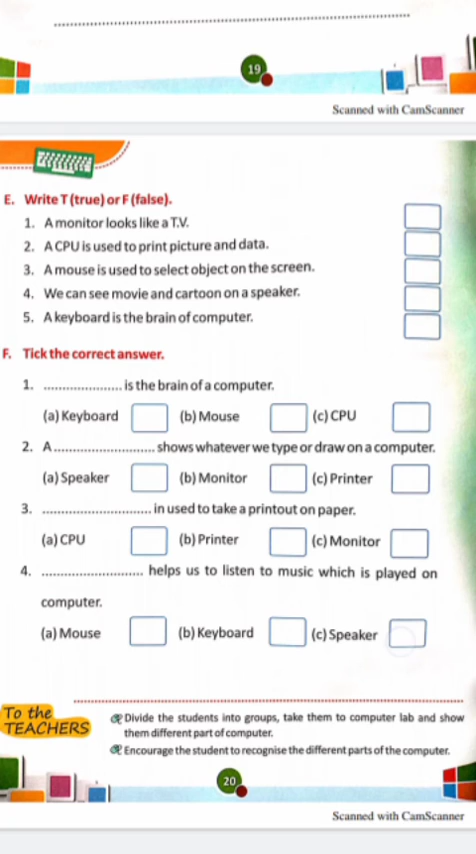 19
Scanned with CamScanner
E. Write T (true) or F (false).
1. A monitor looks like a T.V.
2. A CPU is used to print picture and data.
3. A mouse is used to select object on the screen.
4. We can see movie and cartoon on a speaker.
5. A keyboard is the brain of computer.
F. Tick the correct answer.
1. ..................... is the brain of a computer.
(a) Keyboard (b) Mouse (c) CPU
2. A........................... shows whatever we type or draw on a computer.
(a) Speaker (b) Monitor (c) Printer
3. ............................. in used to take a printout on paper.
(a) CPU (b) Printer (c) Monitor
4. ........................... helps us to listen to music which is played on
computer.
(a) Mouse (b) Keyboard (c) Speaker
To the
TEACHERS
Divide the students into groups, take them to computer lab and show
them different part of computer.
Encourage the student to recognise the different parts of the computer.
20
Scanned with CamScanner